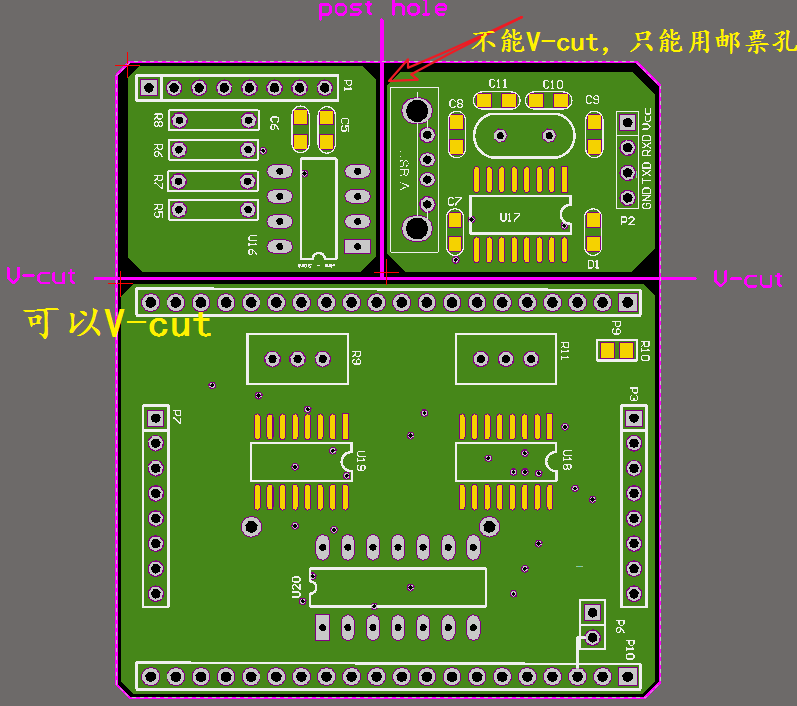 post hole
不能V-cut, 只能用邮票孔
P1
R8
C6
C5
R6
R7
R5
U16
C11
C10
C8
C9
Vcc
RXD
TXD
GND
P2
C7
U17
D1
V-cut
V-cut
可以V-cut
P9
R10
R9
R11
P7
P3
U19
U18
U20
P6
P10